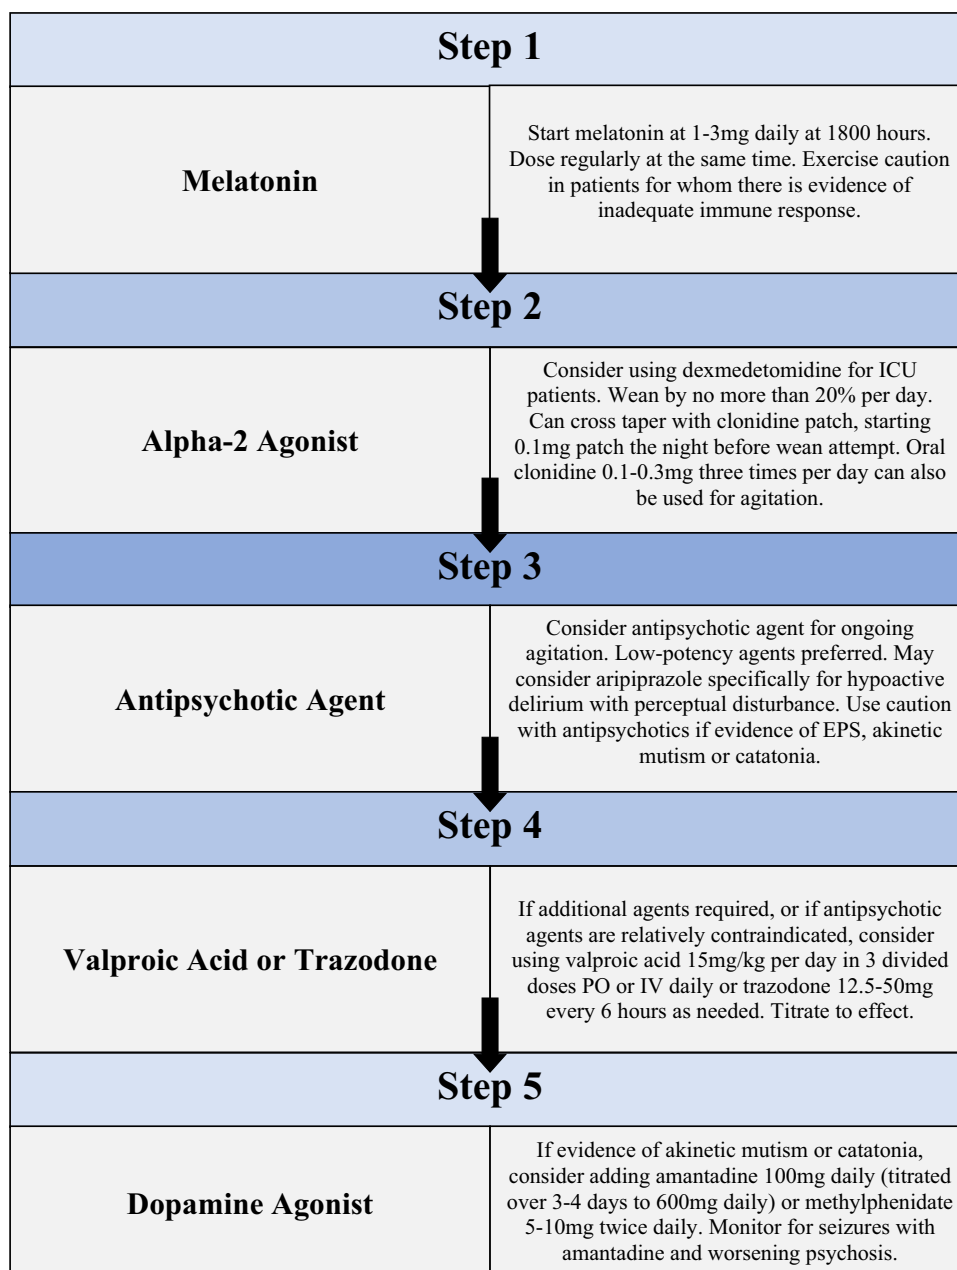 Step 1
Melatonin
Start melatonin at 1-3mg daily at 1800 hours.
Dose regularly at the same time. Exercise caution
in patients for whom there is evidence of
inadequate immune response.
Step 2
Alpha-2 Agonist
Consider using dexmedetomidine for ICU
patients. Wean by no more than 20% per day.
Can cross taper with clonidine patch, starting
0.1mg patch the night before wean attempt. Oral
clonidine 0.1-0.3mg three times per day can also
be used for agitation.
Step 3
Antipsychotic Agent
Consider antipsychotic agent for ongoing
agitation. Low-potency agents preferred. May
consider aripiprazole specifically for hypoactive
delirium with perceptual disturbance. Use caution
with antipsychotics if evidence of EPS, akinetic
mutism or catatonia.
Step 4
Valproic Acid or Trazodone
If additional agents required, or if antipsychotic
agents are relatively contraindicated, consider
using valproic acid 15mg/kg per day in 3 divided
doses PO or IV daily or trazodone 12.5-50mg
every 6 hours as needed. Titrate to effect.
Step 5
Dopamine Agonist
If evidence of akinetic mutism or catatonia,
consider adding amantadine 100mg daily (titrated
over 3-4 days to 600mg daily) or methylphenidate
5-10mg twice daily. Monitor for seizures with
amantadine and worsening psychosis.